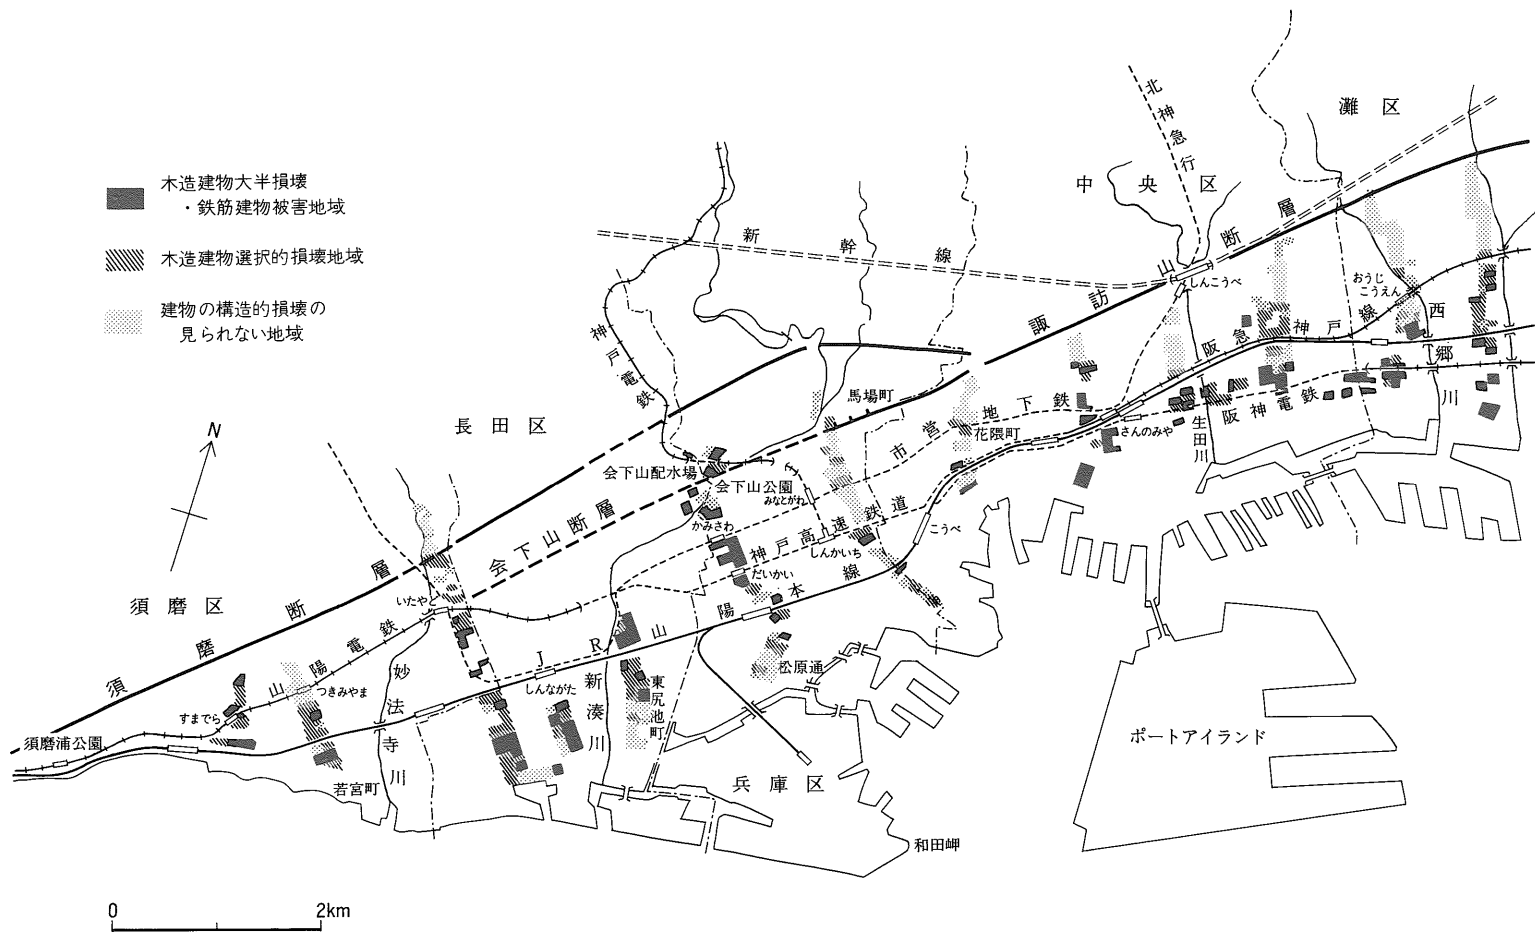 木造建物大半損壊
・鉄筋建物被害地域
木造建物選択的損壊地域
建物の構造的損壊の
見られない地域
N
0
2km
灘区
中央区
長田区
須磨区
兵庫区
北神急行
新幹線
神戸電鉄
諏訪山断層
会下山断層
須磨断層
しんこうべ
おうじ
こうえん
西郷川
阪急神戸線
阪神電鉄
生田川
さんのみや
市営地下鉄
花隈町
馬場町
会下山配水場
会下山公園
みなとがわ
かみさわ
神戸高速鉄道
しんかいち
だいかい
こうべ
JR山陽本線
いたやど
山陽電鉄
つきみやま
すまでら
須磨浦公園
若宮町
妙法寺川
しんながた
新湊川
東尻池町
松原通
和田岬
ポートアイランド